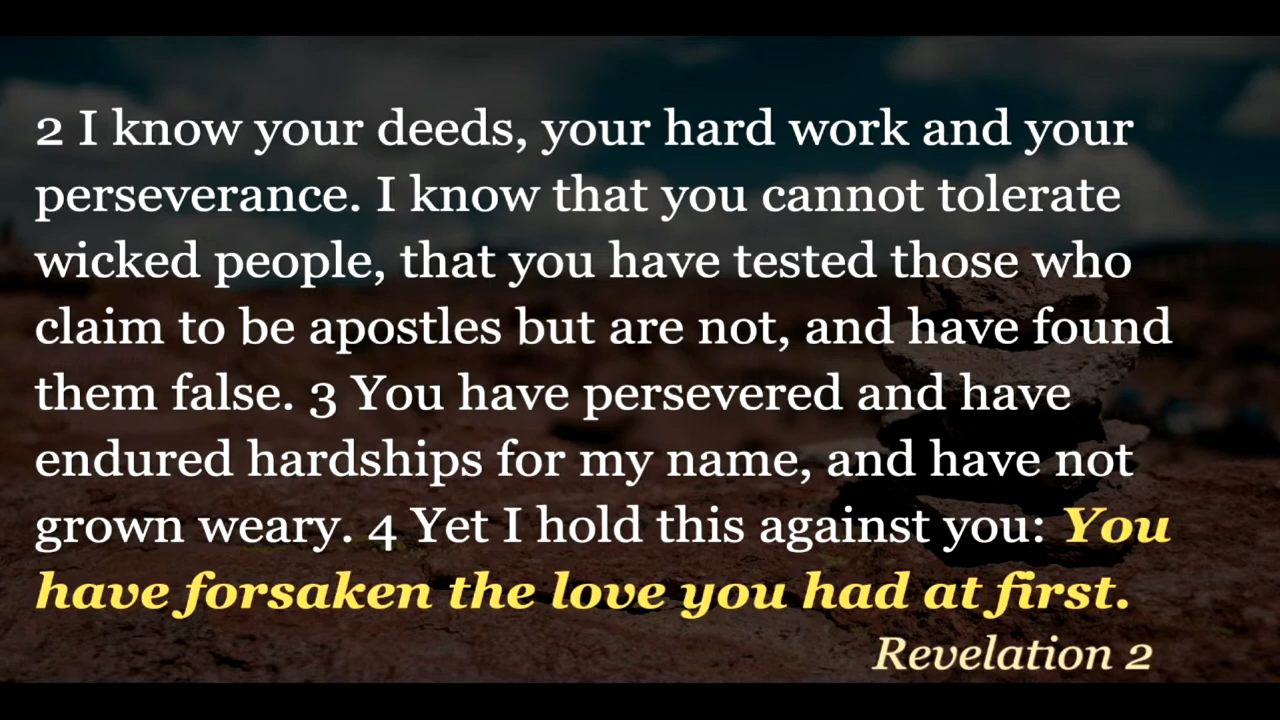 2 I know your deeds, your hard work and your
perseverance. I know that you cannot tolerate
wicked people, that you have tested those who
claim to be apostles but are not, and have found
them false. 3 You have persevered and have
endured hardships for my name, and have not
grown weary. 4 Yet I hold this against you: You
have forsaken the love you had at first.
Revelation 2